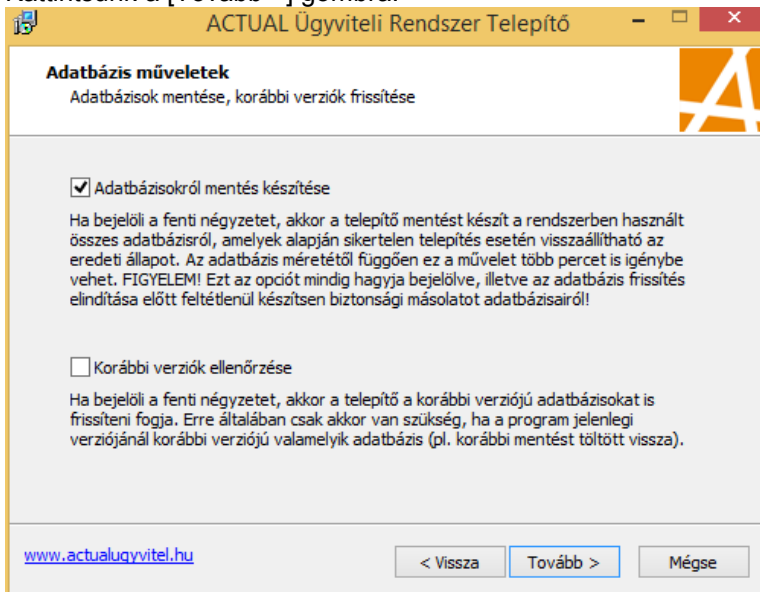 Kattintsunk a [Tovább >] gombra.
ACTUAL Ügyviteli Rendszer Telepítő
Adatbázis műveletek
Adatbázisok mentése, korábbi verziók frissítése
Adatbázisokról mentés készítése
Ha bejelöli a fenti négyzetet, akkor a telepítő mentést készít a rendszerben használt
összes adatbázisról, amelyek alapján sikertelen telepítés esetén visszaállítható az
eredeti állapot. Az adatbázis méretétől függően ez a művelet több percet is igénybe
vehet. FIGYELEM! Ezt az opciót mindig hagyja bejelölve, illetve az adatbázis frissítés
elindítása előtt feltétlenül készítsen biztonsági másolatot adatbázisairól!
Korábbi verziók ellenőrzése
Ha bejelöli a fenti négyzetet, akkor a telepítő a korábbi verziójú adatbázisokat is
frissíteni fogja. Erre általában csak akkor van szükség, ha a program jelenlegi
verziójánál korábbi verziójú valamelyik adatbázis (pl. korábbi mentést töltött vissza).
www.actualugyvitel.hu
< Vissza
Tovább >
Mégse